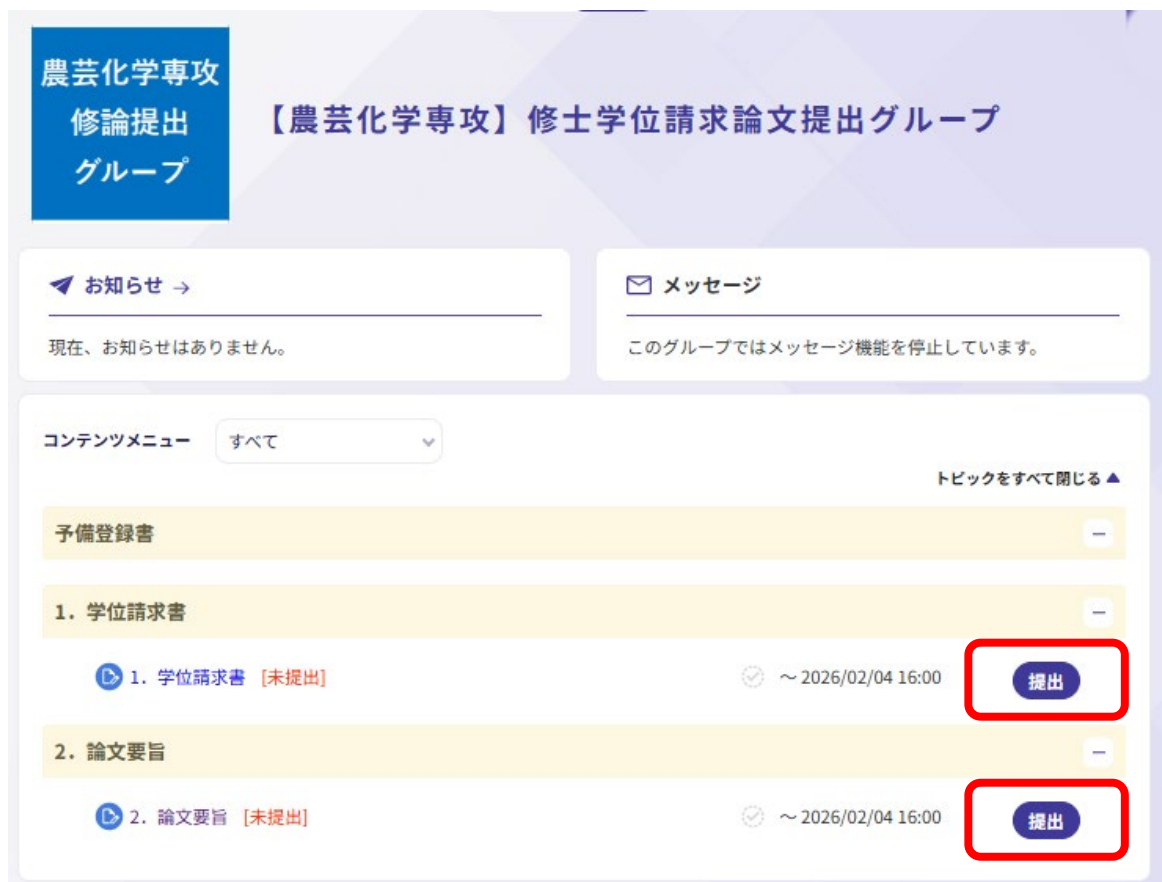 農芸化学専攻
修論提出
グループ
【農芸化学専攻】修士学位請求論文提出グループ
お知らせ →
現在、お知らせはありません。
メッセージ
このグループではメッセージ機能を停止しています。
コンテンツメニュー すべて
トピックをすべて閉じる ▲
予備登録書
1. 学位請求書
1. 学位請求書 [未提出] ～2026/02/04 16:00 提出
2. 論文要旨
2. 論文要旨 [未提出] ～2026/02/04 16:00 提出